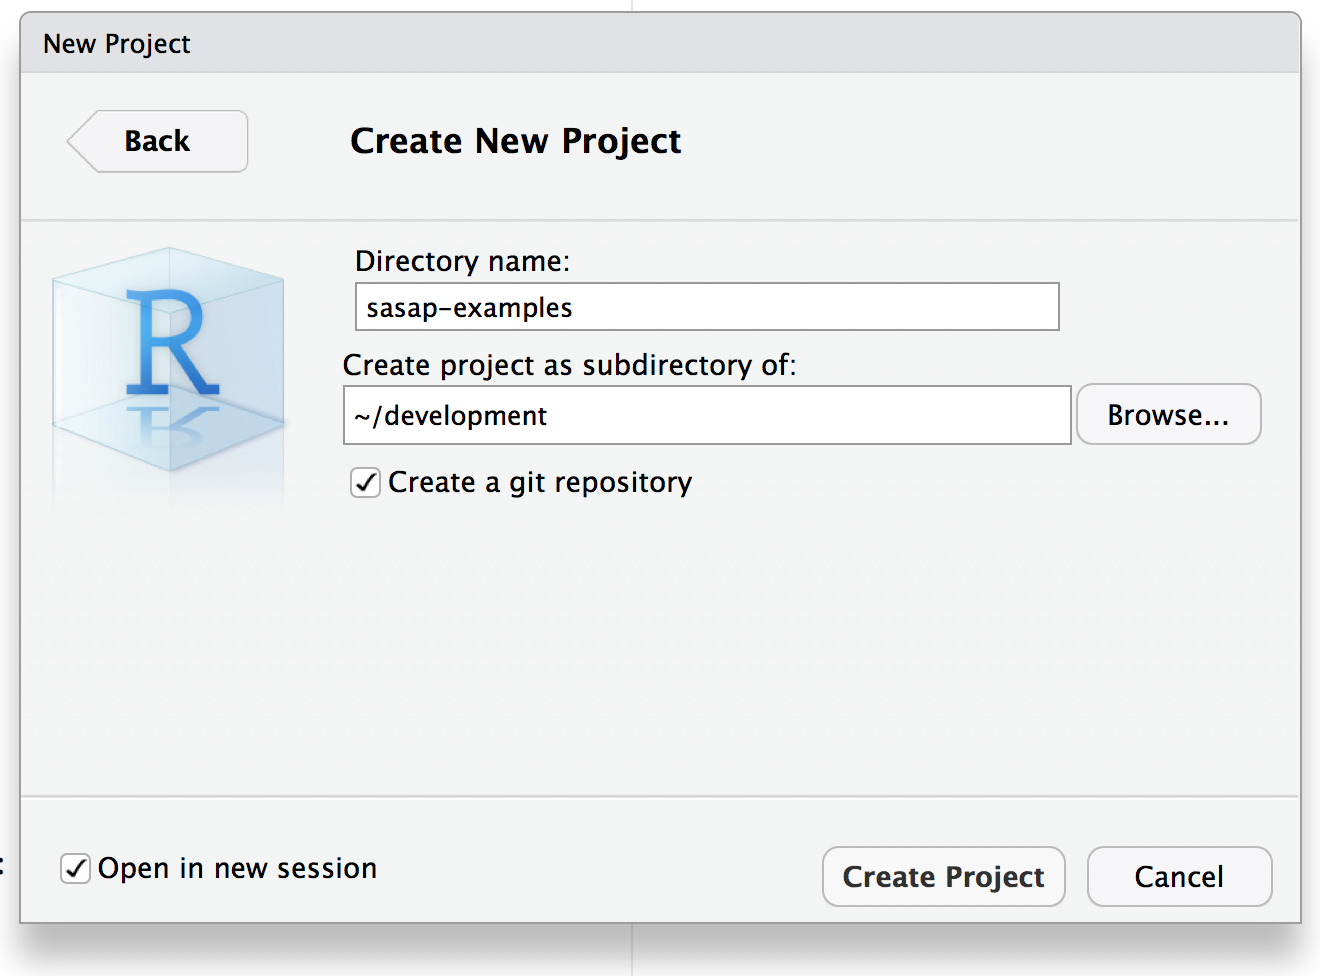 New Project
Back
Create New Project
R
Directory name:
sasap-examples
Create project as subdirectory of:
~/development
Browse...
Create a git repository
:
Open in new session
Create Project
Cancel